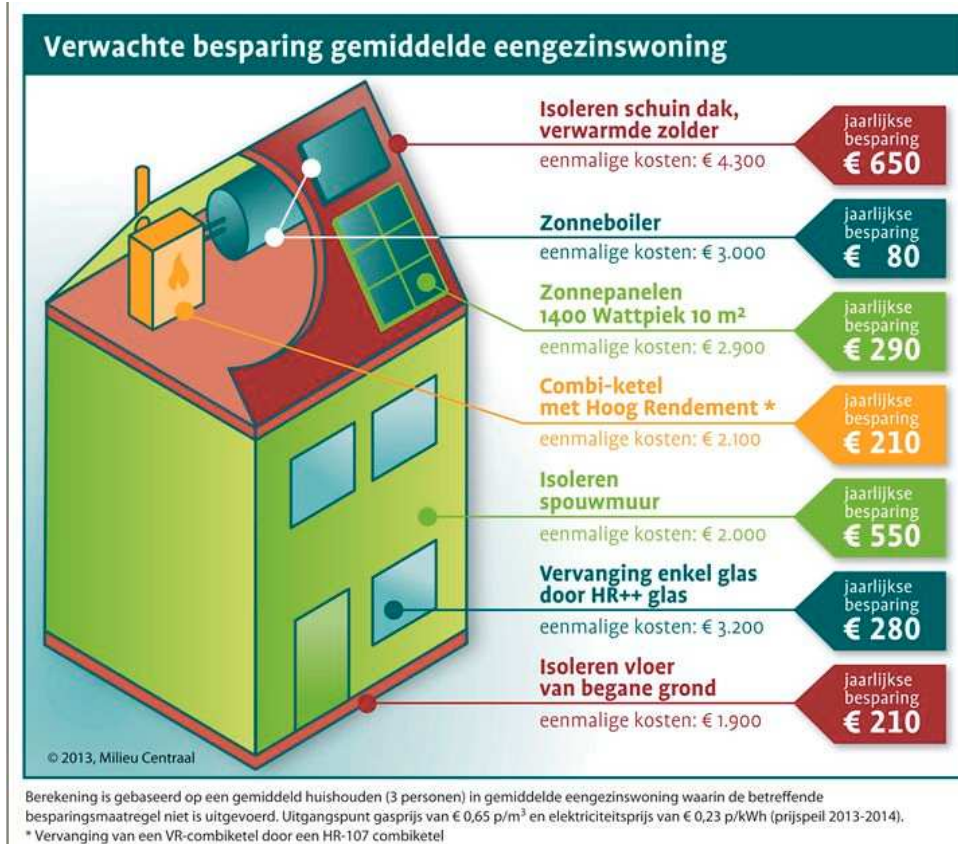 Verwachte besparing gemiddelde eengezinswoning
Isoleren schuin dak,
verwarmde zolder
eenmalige kosten: € 4.300
jaarlijkse
besparing
€ 650
Zonneboiler
eenmalige kosten: € 3.000
jaarlijkse
besparing
€ 80
Zonnepanelen
1400 Wattpiek 10 m²
eenmalige kosten: € 2.900
jaarlijkse
besparing
€ 290
Combi-ketel
met Hoog Rendement *
eenmalige kosten: € 2.100
jaarlijkse
besparing
€ 210
Isoleren
spouwmuur
eenmalige kosten: € 2.000
jaarlijkse
besparing
€ 550
Vervanging enkel glas
door HR++ glas
eenmalige kosten: € 3.200
jaarlijkse
besparing
€ 280
Isoleren vloer
van begane grond
eenmalige kosten: € 1.900
jaarlijkse
besparing
€ 210
© 2013, Milieu Centraal
Berekening is gebaseerd op een gemiddeld huishouden (3 personen) in gemiddelde eengezinswoning waarin de betreffende
besparingsmaatregel niet is uitgevoerd. Uitgangspunt gasprijs van € 0,65 p/m³ en elektriciteitsprijs van € 0,23 p/kWh (prijspeil 2013-2014).
* Vervanging van een VR-combiketel door een HR-107 combiketel